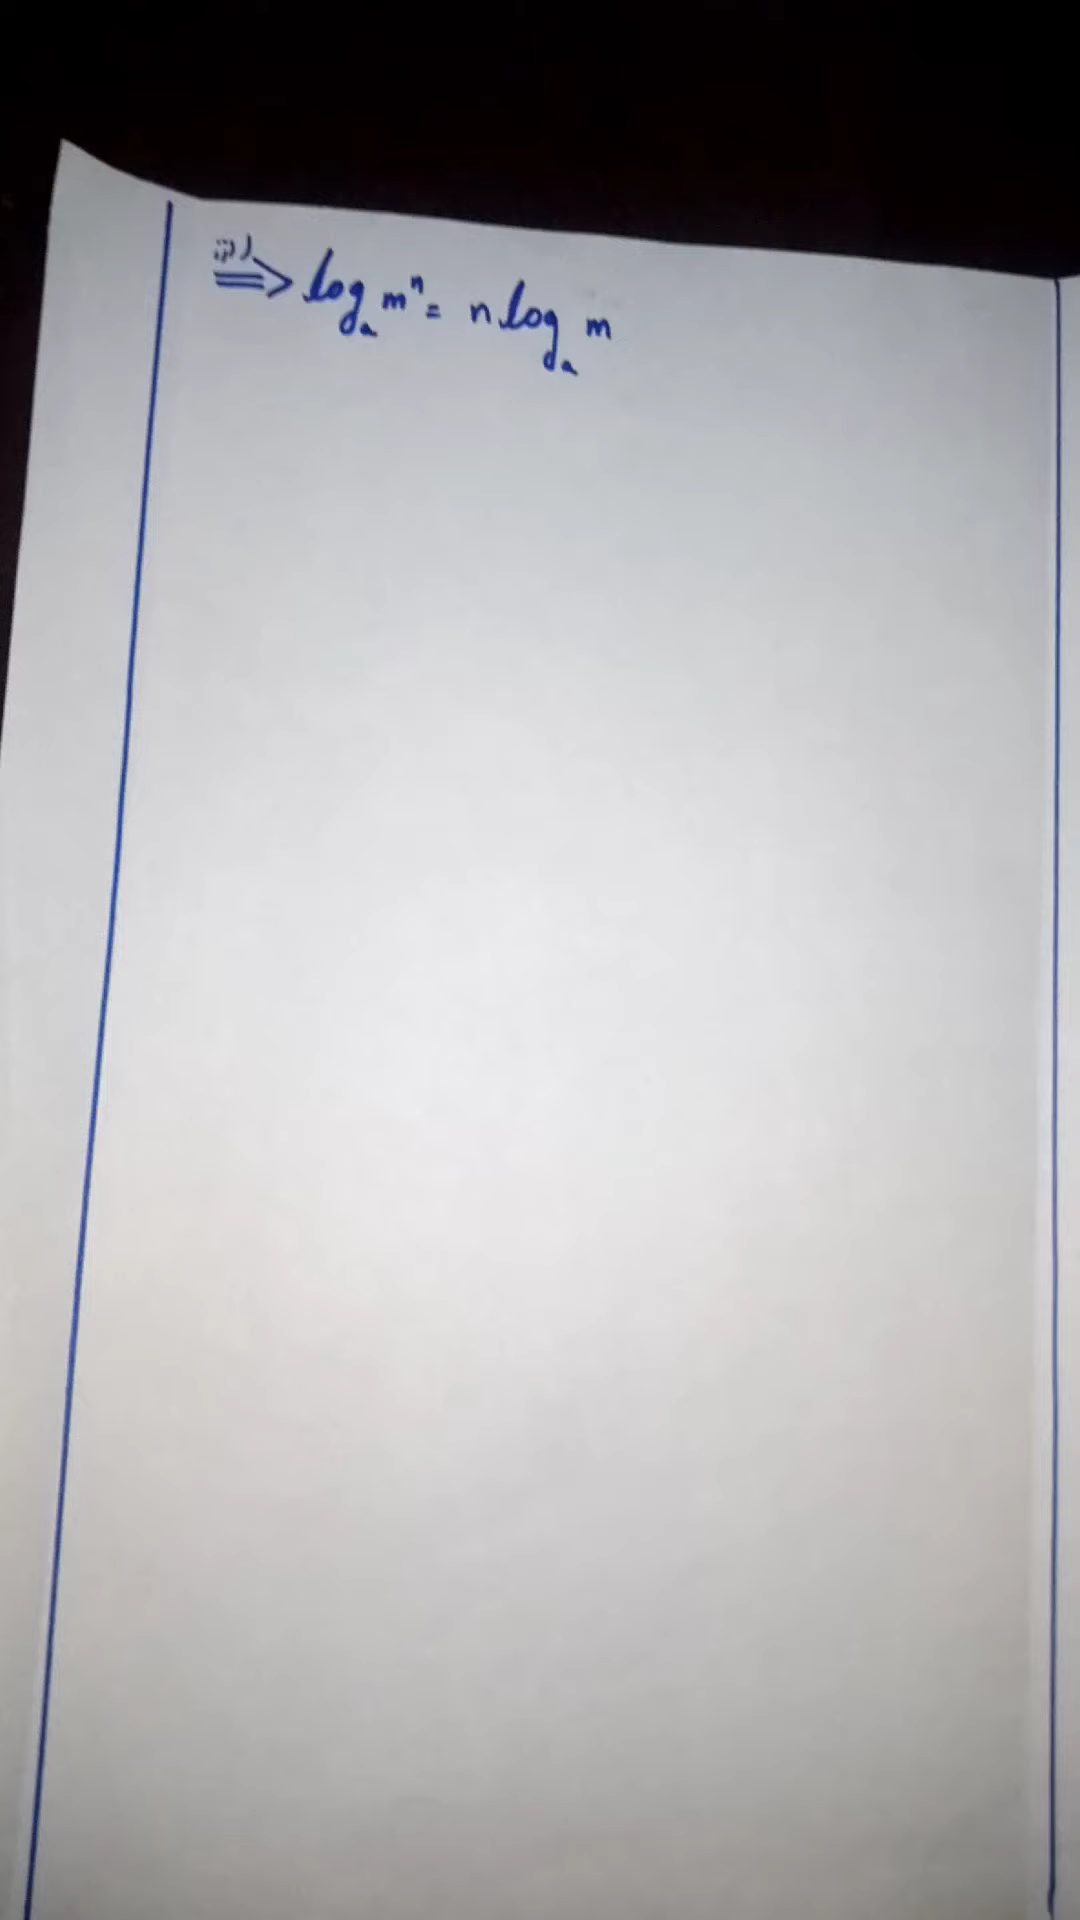 ⇒ logₐ mⁿ = n logₐ m